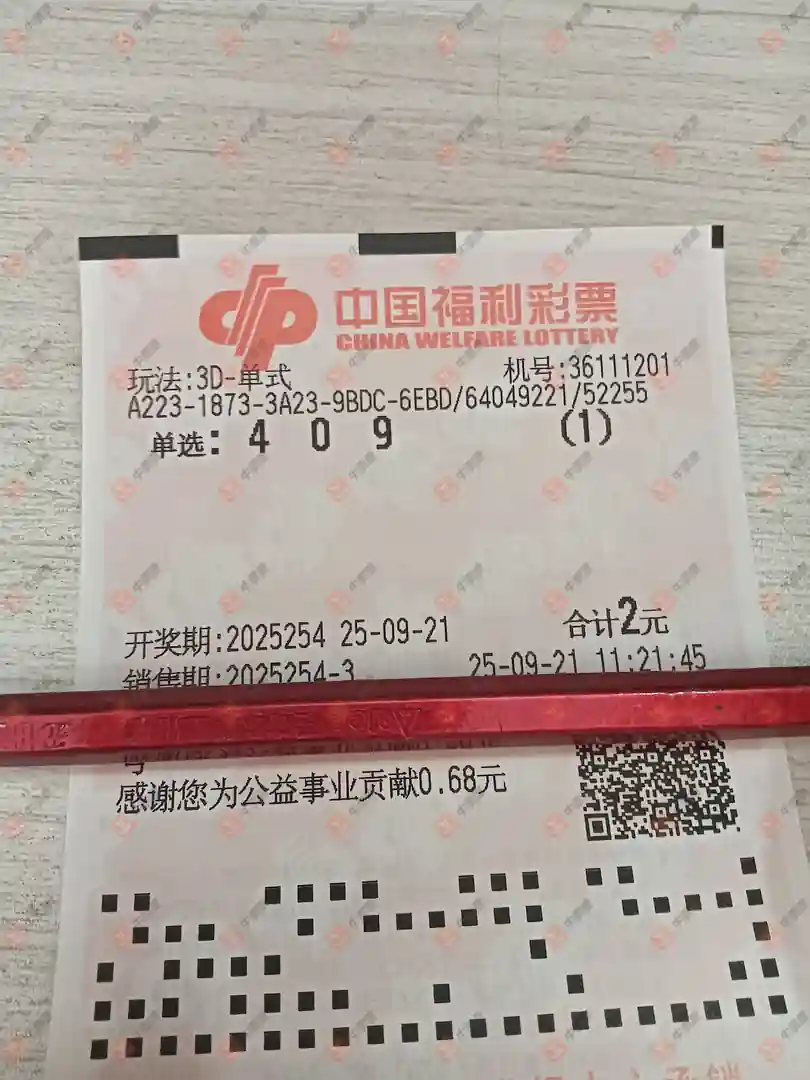 中国福利彩票
CHINA WELFARE LOTTERY
玩法:3D-单式 机号:36111201
A223-1873-3A23-9BDC-6EBD/64049221/52255
单选: 4 0 9 (1)
开奖期:2025254 25-09-21 合计2元
销售期:2025254-3 25-09-21 11:21:45
号
感谢您为公益事业贡献0.68元